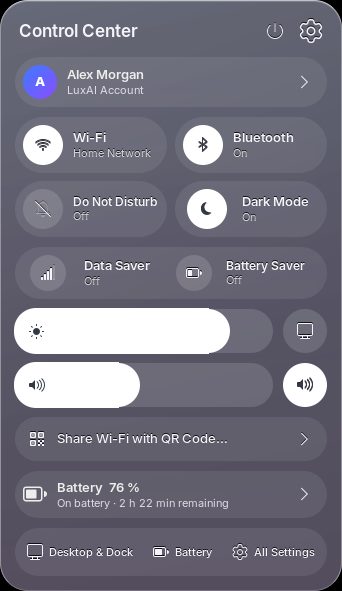 Control Center
A
Alex Morgan
LuxAI Account
Wi-Fi
Home Network
Bluetooth
On
Do Not Disturb
Off
Dark Mode
On
Data Saver
Off
Battery Saver
Off
Share Wi-Fi with QR Code...
Battery 76 %
On battery · 2 h 22 min remaining
Desktop & Dock Battery All Settings